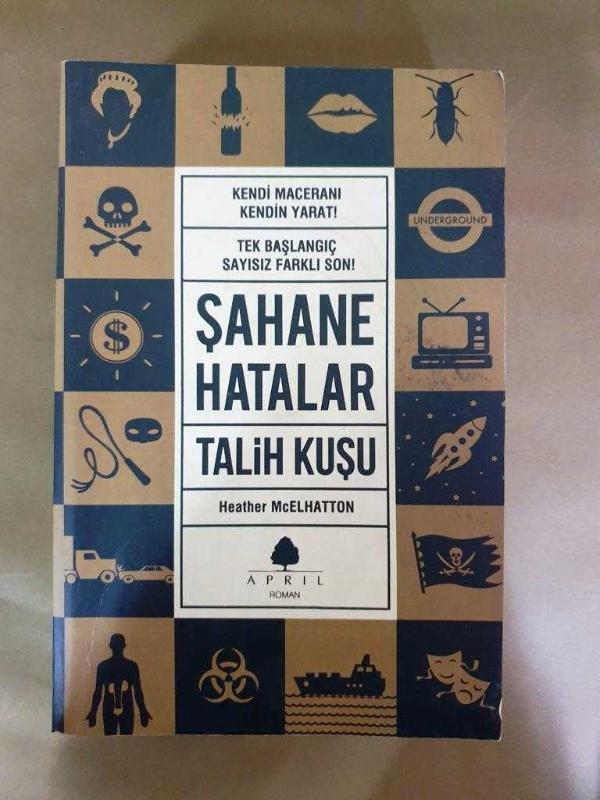 KENDİ MACERANI
KENDİN YARAT!
TEK BAŞLANGIÇ
SAYISIZ FARKLI SON!
UNDERGROUND
ŞAHANE
HATALAR
TALİH KUŞU
Heather McELHATTON
APRIL
ROMAN